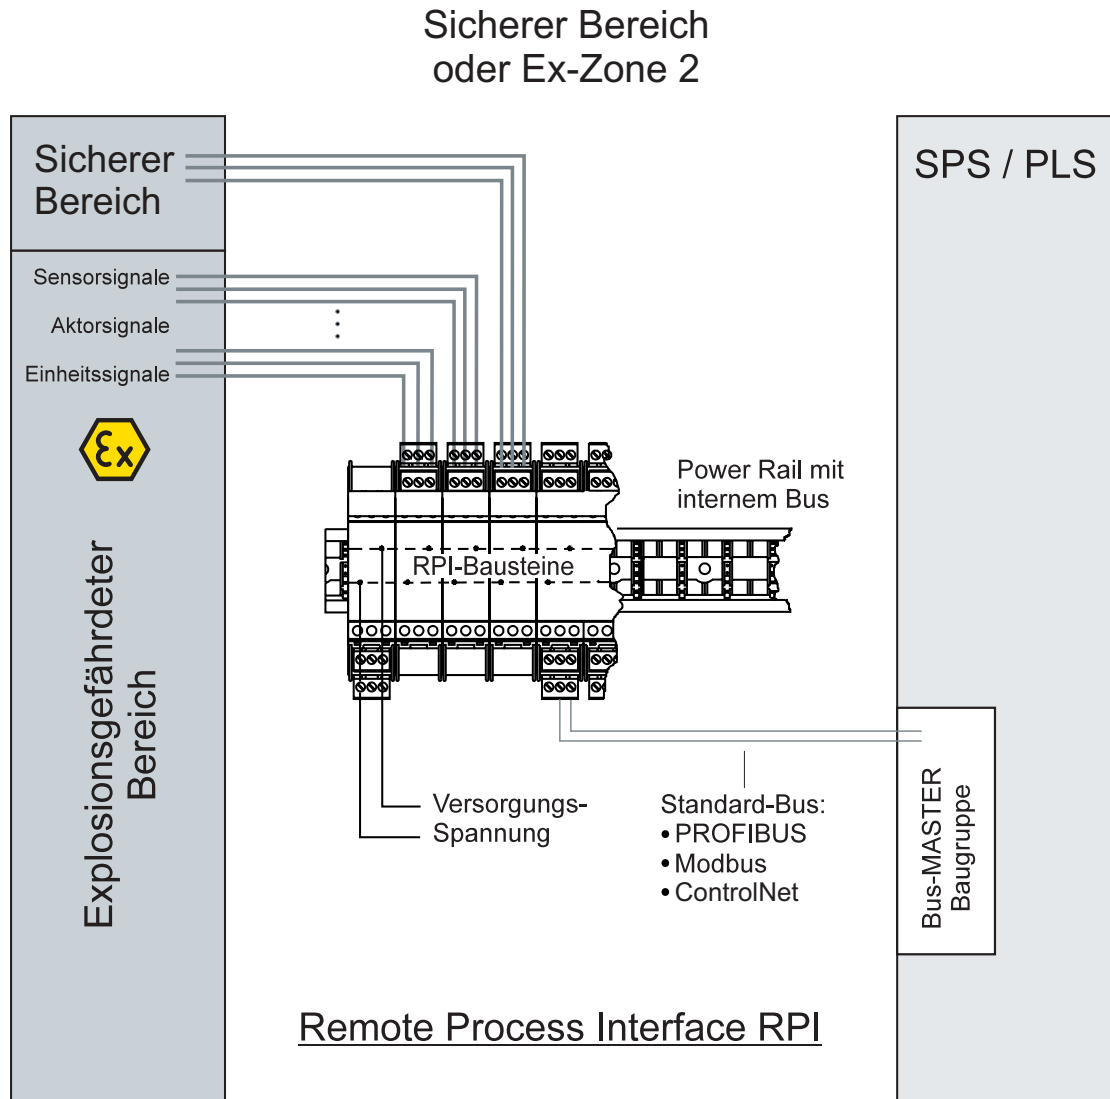 Sicherer Bereich
oder Ex-Zone 2
Sicherer
Bereich
SPS / PLS
Sensorsignale
Aktorsignale
Einheitssignale
Ex
Explosionsgefährdeter
Bereich
Power Rail mit
internem Bus
RPI-Bausteine
Versorgungs-
Spannung
Standard-Bus:
• PROFIBUS
• Modbus
• ControlNet
Bus-MASTER
Baugruppe
Remote Process Interface RPI